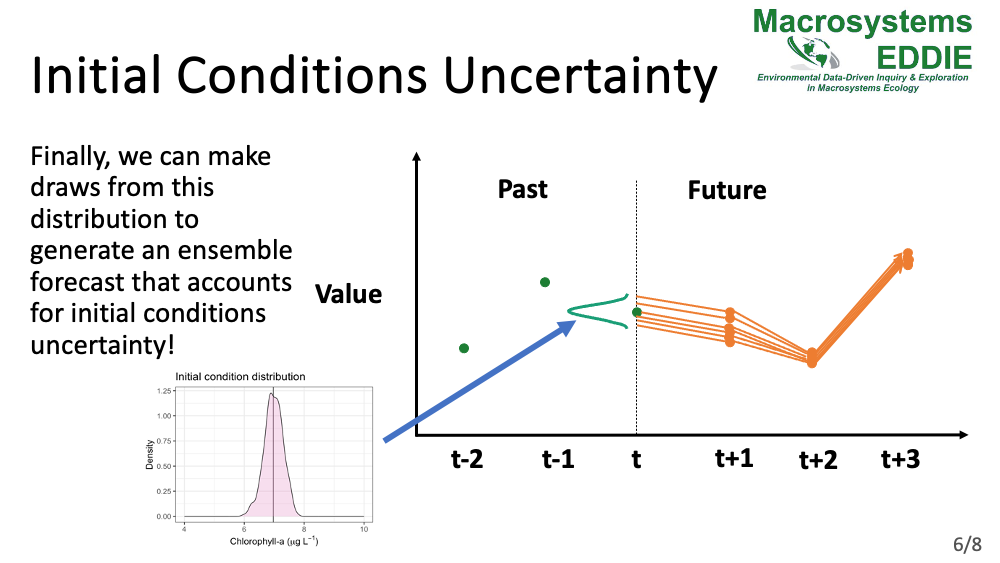 Macrosystems
EDDIE
Environmental Data-Driven Inquiry & Exploration
in Macrosystems Ecology
Initial Conditions Uncertainty
Finally, we can make
draws from this
distribution to
generate an ensemble
forecast that accounts
for initial conditions
uncertainty!
Past
Future
Value
t-2
t-1
t
t+1
t+2
t+3
Initial condition distribution
1.25
1.00
0.75
0.50
0.25
0.00
Density
4
6
8
10
Chlorophyll-a (μg L⁻¹)
6/8